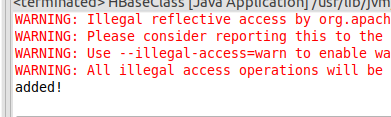 <terminated> HBaseClass [Java Application] /usr/lib/jvm
WARNING: Illegal reflective access by org.apach
WARNING: Please consider reporting this to the
WARNING: Use --illegal-access=warn to enable wa
WARNING: All illegal access operations will be
added!